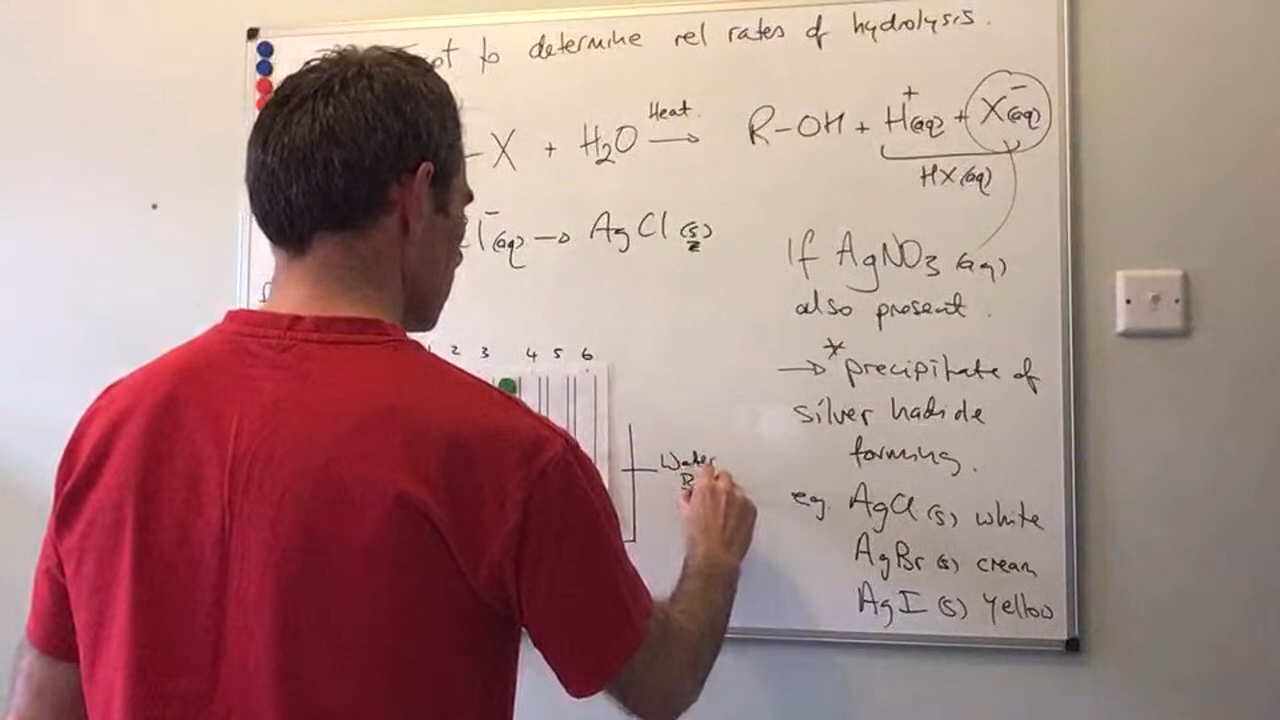 to determine rel rates of hydrolysis.
-X + H2O Heat → R-OH + H+(aq) + X-(aq)
HX(aq)
l-(aq) → AgCl(s)
If AgNO3(aq)
also present.
1 2 3 4 5 6
→ *precipitate of
silver halide
forming.
Water
B
eg. AgCl(s) white
AgBr(s) cream
AgI(s) Yellow